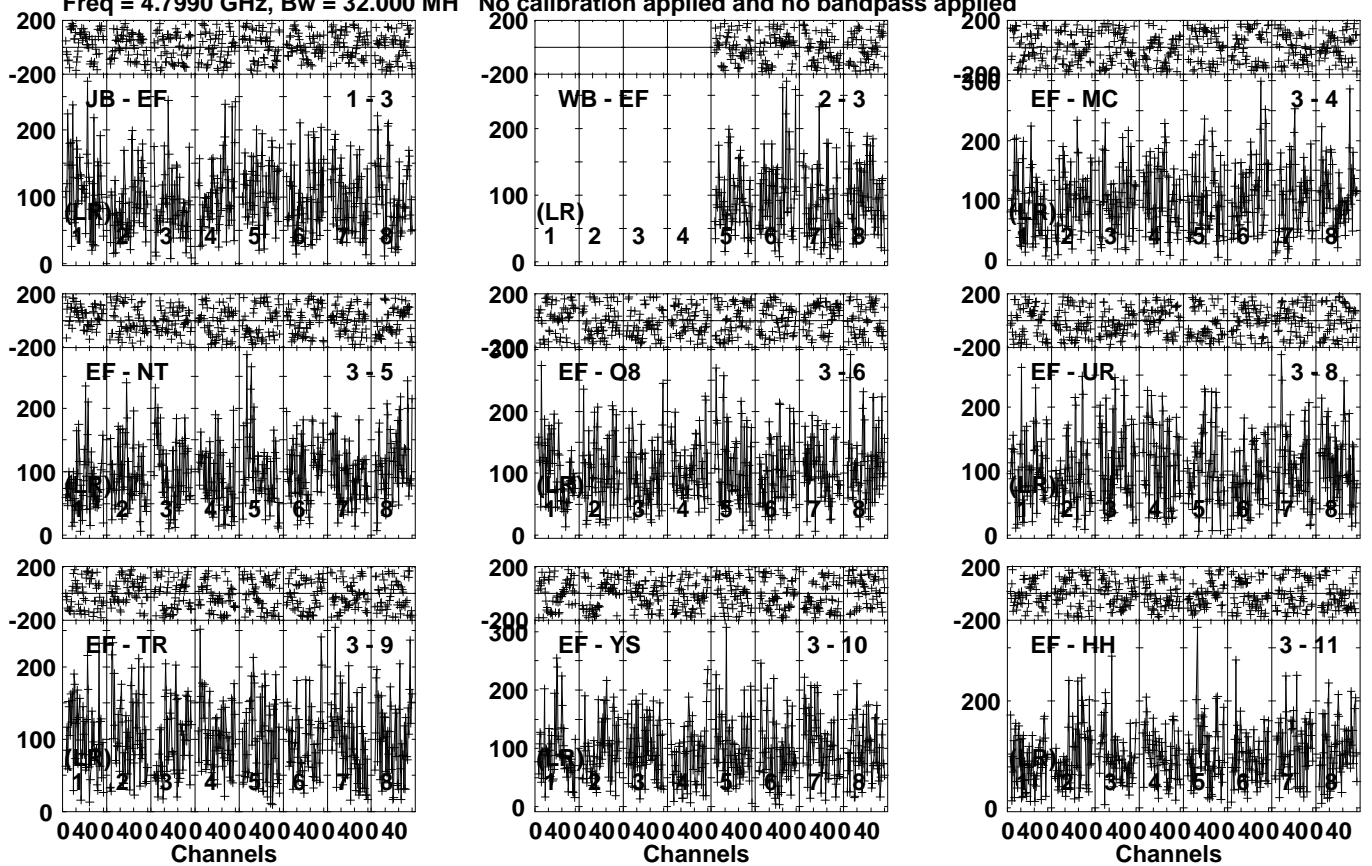 Freq = 4.7990 GHz, Bw = 32.000 MH No calibration applied and no bandpass applied
200 200 200
-200 -200 -200
300
JB - EF 1 - 3 WB - EF 2 - 3 EF - MC 3 - 4
200 200 200
100 100 100
(LR) (LR) (LR)
1 2 3 4 5 6 7 8 1 2 3 4 5 6 7 8 1 2 3 4 5 6 7 8
0 0 0
200 200 200
-200 -200 -200
300
EF - NT 3 - 5 EF - O8 3 - 6 EF - UR 3 - 8
200 200 200
100 100 100
(LR) (LR) (LR)
1 2 3 4 5 6 7 8 1 2 3 4 5 6 7 8 1 2 3 4 5 6 7 8
0 0 0
200 200 200
-200 -200 -200
300
EF - TR 3 - 9 EF - YS 3 - 10 EF - HH 3 - 11
200 200 200
100 100 100
(LR) (LR) (LR)
1 2 3 4 5 6 7 8 1 2 3 4 5 6 7 8 1 2 3 4 5 6 7 8
0 0 0
0 40 0 40 0 40 0 40 0 40 0 40 0 40 0 40 0 40 0 40 0 40 0 40 0 40 0 40 0 40 0 40 0 40 0 40 0 40 0 40 0 40 0 40 0 40 0 40
Channels Channels Channels